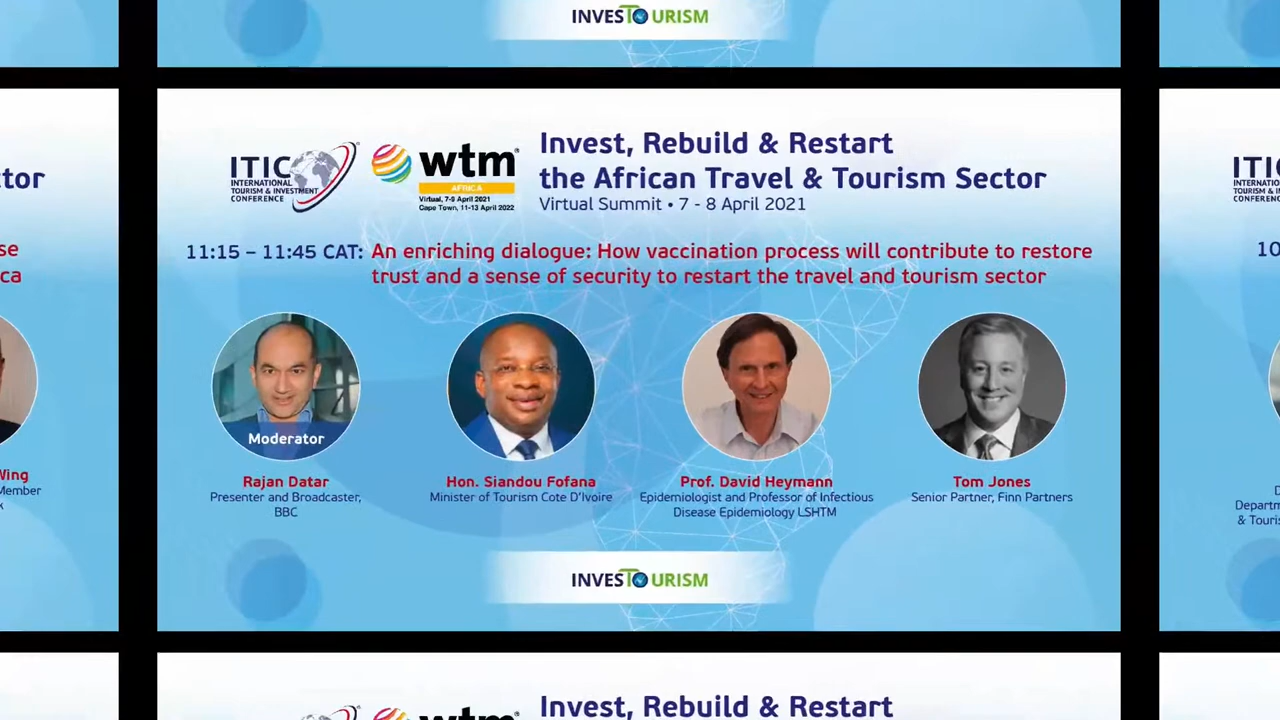 INVESTOURISM
ITIC
INTERNATIONAL
TOURISM & INVESTMENT
CONFERENCE
wtm
AFRICA
Virtual, 7-9 April 2021
Cape Town, 11-13 April 2022
Invest, Rebuild & Restart
the African Travel & Tourism Sector
Virtual Summit • 7 - 8 April 2021
11:15 – 11:45 CAT: An enriching dialogue: How vaccination process will contribute to restore
trust and a sense of security to restart the travel and tourism sector
Moderator
Rajan Datar
Presenter and Broadcaster,
BBC
Hon. Siandou Fofana
Minister of Tourism Cote D'Ivoire
Prof. David Heymann
Epidemiologist and Professor of Infectious
Disease Epidemiology LSHTM
Tom Jones
Senior Partner, Finn Partners
INVESTOURISM
tor
se
ca
Wing
Member
k
ITIC
INTERNATIO
TOURISM & I
CONFERENC
10
D
Departm
& Touris
wtm
Invest, Rebuild & Restart